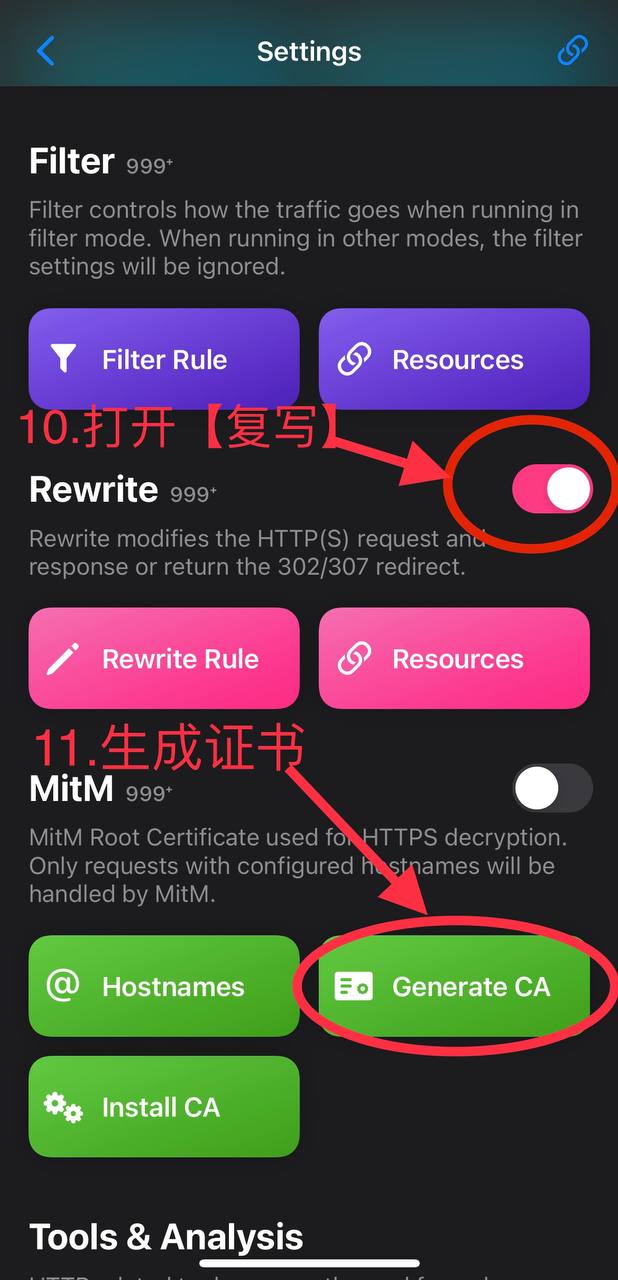 Settings
Filter 999+
Filter controls how the traffic goes when running in
filter mode. When running in other modes, the filter
settings will be ignored.
Filter Rule
Resources
10.打开【复写】
Rewrite 999+
Rewrite modifies the HTTP(S) request and
response or return the 302/307 redirect.
Rewrite Rule
Resources
11.生成证书
MitM 999+
MitM Root Certificate used for HTTPS decryption.
Only requests with configured hostnames will be
handled by MitM.
Hostnames
Generate CA
Install CA
Tools & Analysis